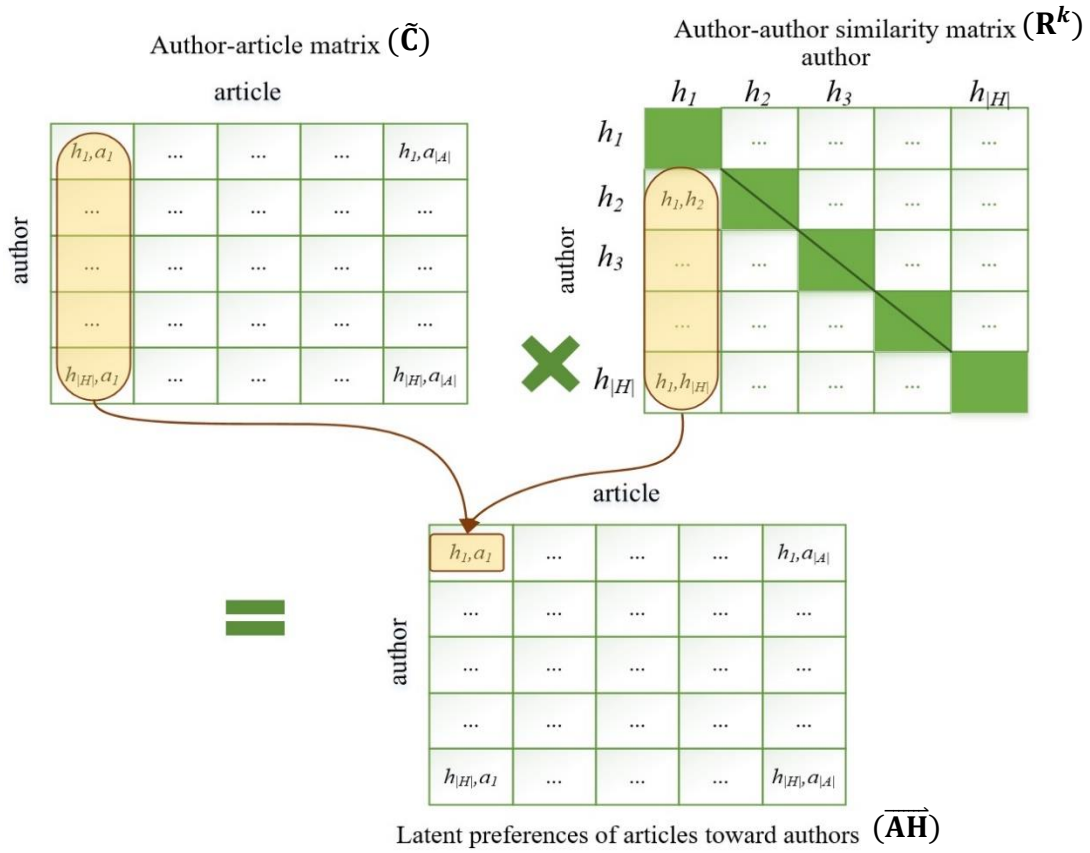 Author-article matrix (C̃)
article
author
h₁,a₁ ... ... ... h₁,a|A|
... ... ... ... ...
... ... ... ... ...
... ... ... ... ...
h|H|,a₁ ... ... ... h|H|,a|A|
Author-author similarity matrix (Rᵏ)
author
h₁ h₂ h₃ h|H|
author
h₁ ... ... ... ...
h₂ h₁,h₂ ... ... ...
h₃ ... ... ... ...
... ... ... ...
h|H| h₁,h|H| ... ... ...
×
=
article
author
h₁,a₁ ... ... ... h₁,a|A|
... ... ... ... ...
... ... ... ... ...
... ... ... ... ...
h|H|,a₁ ... ... ... h|H|,a|A|
Latent preferences of articles toward authors (A͞H⃗)